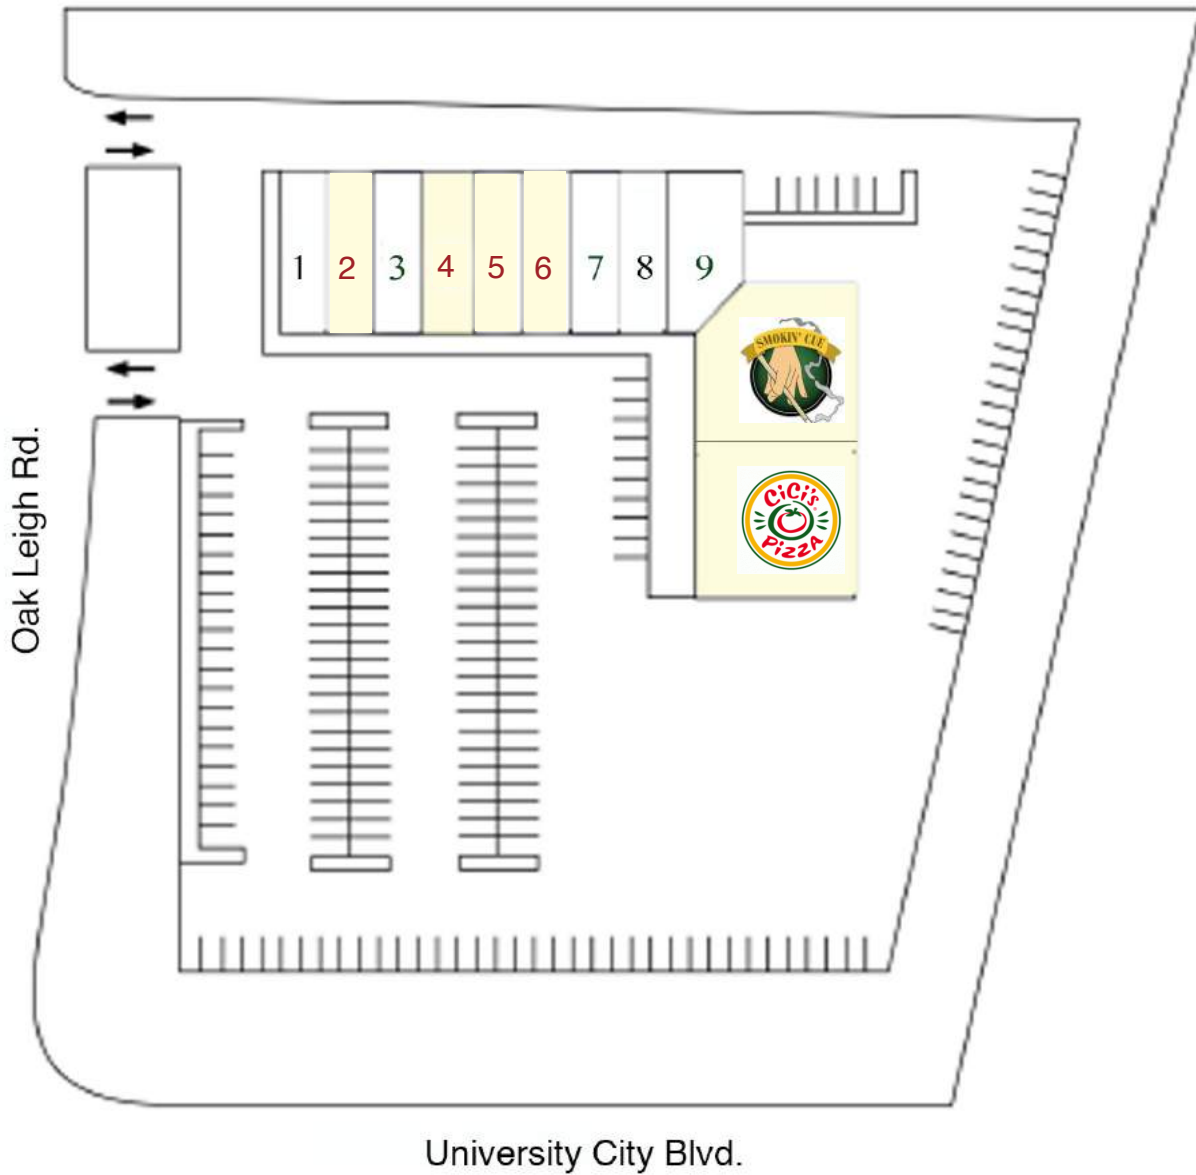 1 2 3 4 5 6 7 8 9
SMOKIN' CUE
CiCi's
Pizza
Oak Leigh Rd.
University City Blvd.